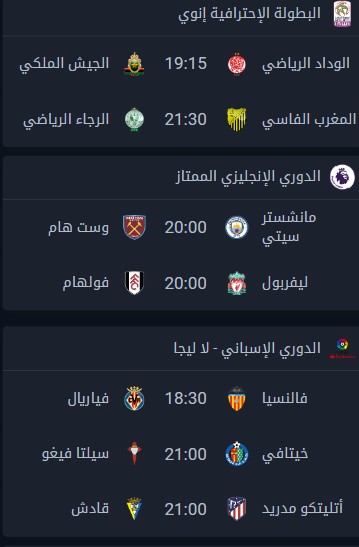 البطولة الإحترافية إنوي
الوداد الرياضي 19:15 الجيش الملكي
المغرب الفاسي 21:30 الرجاء الرياضي
الدوري الإنجليزي الممتاز
مانشستر سيتي 20:00 وست هام
ليفربول 20:00 فولهام
الدوري الإسباني - لا ليجا
فالنسيا 18:30 فياريال
خيتافي 21:00 سيلتا فيغو
أتليتكو مدريد 21:00 قادش